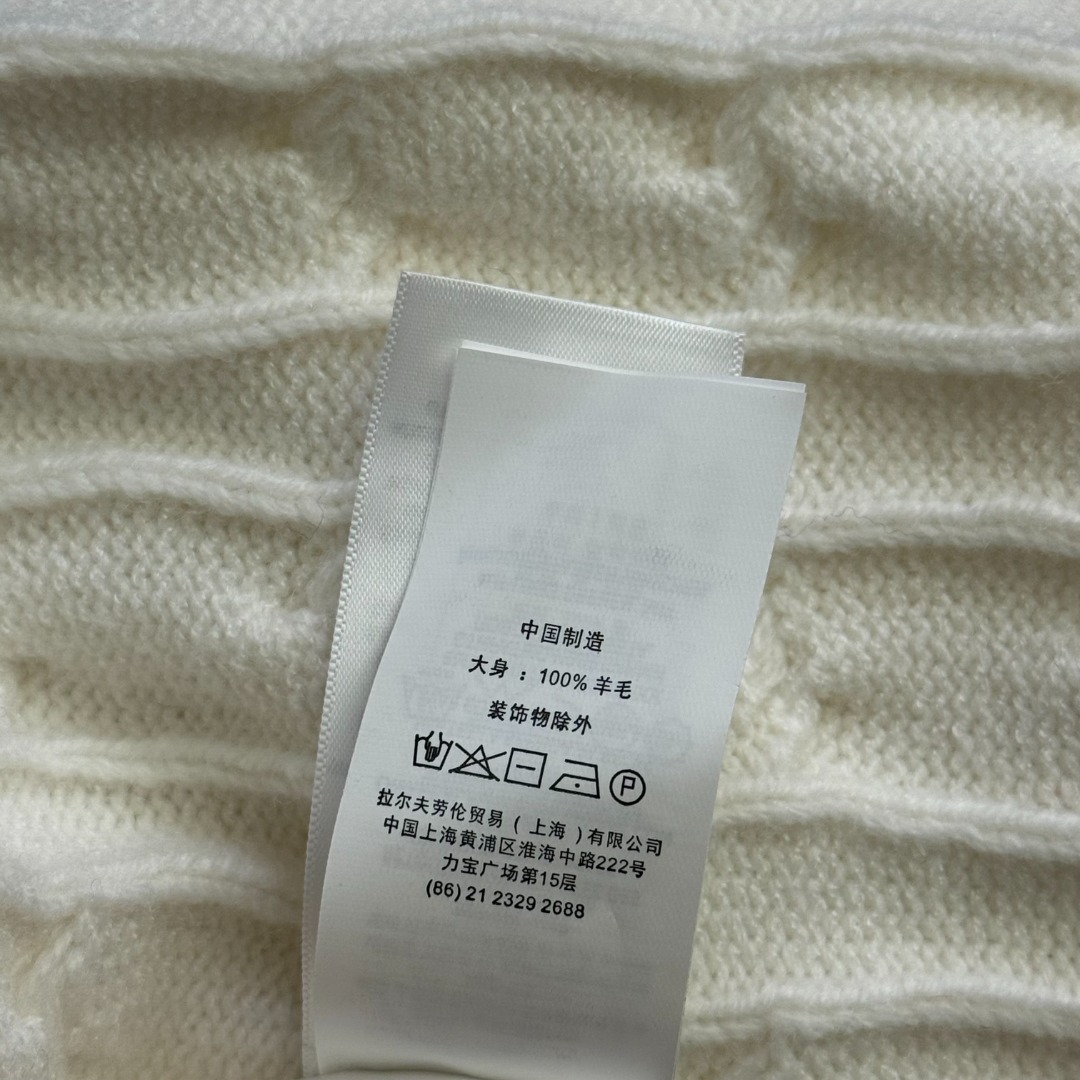 中国制造
大身：100% 羊毛
装饰物除外
P
拉尔夫劳伦贸易（上海）有限公司
中国上海黄浦区淮海中路222号
力宝广场第15层
(86) 21 2329 2688